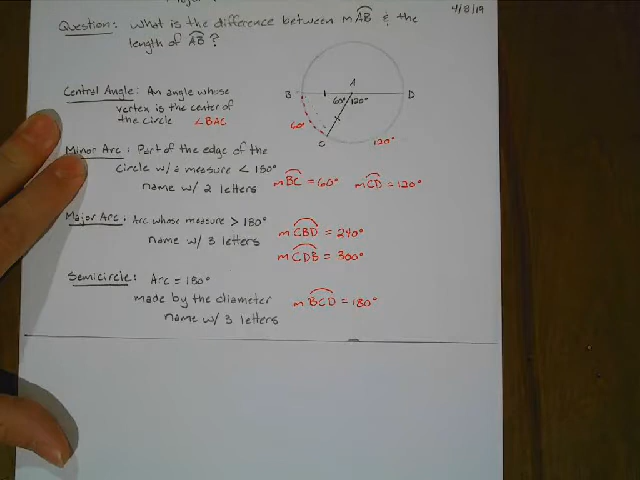 4/8/19
Question: What is the difference between mAB & the
length of AB ?
Central Angle: An angle whose
vertex is the center of
the circle ∠BAC
A
B
D
60° 120°
60°
C
120°
Minor Arc: Part of the edge of the
circle w/ a measure < 180°
name w/ 2 letters
mBC = 60° mCD = 120°
Major Arc: Arc whose measure > 180°
name w/ 3 letters
mCBD = 240°
mCDB = 300°
Semicircle: Arc = 180°
made by the diameter
name w/ 3 letters
mBCD = 180°